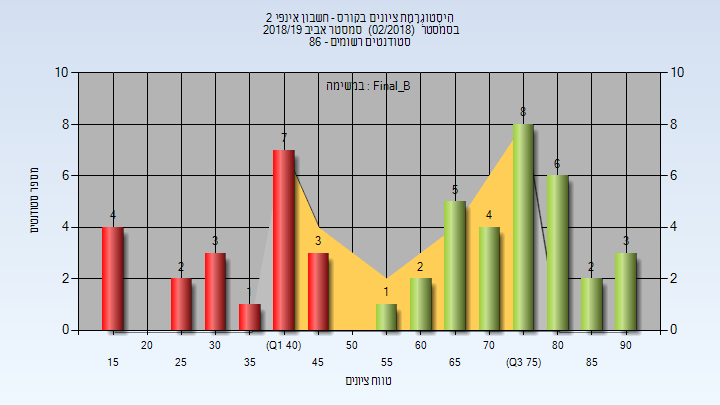 הִיסְטוֹגְרָמַת ציונים בקורס - חשבון אינפי 2
בסמסטר (02/2018) סמסטר אביב 2018/19
סטודנטים רשומים - 86
במשימה : Final_B
10 10
8 8
6 6
4 4
2 2
0 0
מספר סטודנטים
4 2 3 1 7 3 1 2 5 4 8 6 2 3
20 30 (Q1 40) 50 60 70 80 90
15 25 35 45 55 65 (Q3 75) 85
טווח ציונים